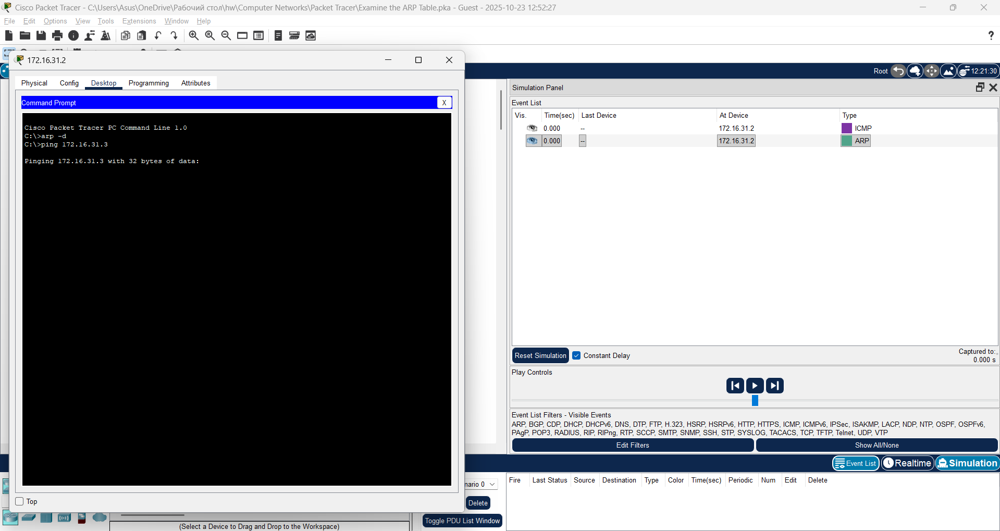 Cisco Packet Tracer - C:\Users\Asus\OneDrive\Рабочий стол\hw\Computer Networks\Packet Tracer\Examine the ARP Table.pka - Guest - 2025-10-23 12:52:27
File Edit Options View Tools Extensions Window Help
?
172.16.31.2
Physical Config Desktop Programming Attributes
Command Prompt X
Cisco Packet Tracer PC Command Line 1.0
C:\>arp -d
C:\>ping 172.16.31.3
Pinging 172.16.31.3 with 32 bytes of data:
Top
(Select a Device to Drag and Drop to the Workspace)
nario 0
Delete
Toggle PDU List Window
Root 12:21:30
Simulation Panel
Event List
Vis. Time(sec) Last Device At Device Type
0.000 -- 172.16.31.2 ICMP
0.000 -- 172.16.31.2 ARP
Reset Simulation Constant Delay
Captured to:
0.000 s
Play Controls
Event List Filters - Visible Events
ARP, BGP, CDP, DHCP, DHCPv6, DNS, DTP, FTP, H.323, HSRP, HSRPv6, HTTP, HTTPS, ICMP, ICMPv6, IPSec, ISAKMP, LACP, NDP, NTP, OSPF, OSPFv6,
PAgP, POP3, RADIUS, RIP, RIPng, RTP, SCCP, SMTP, SNMP, SSH, STP, SYSLOG, TACACS, TCP, TFTP, Telnet, UDP, VTP
Edit Filters Show All/None
Event List Realtime Simulation
Fire Last Status Source Destination Type Color Time(sec) Periodic Num Edit Delete